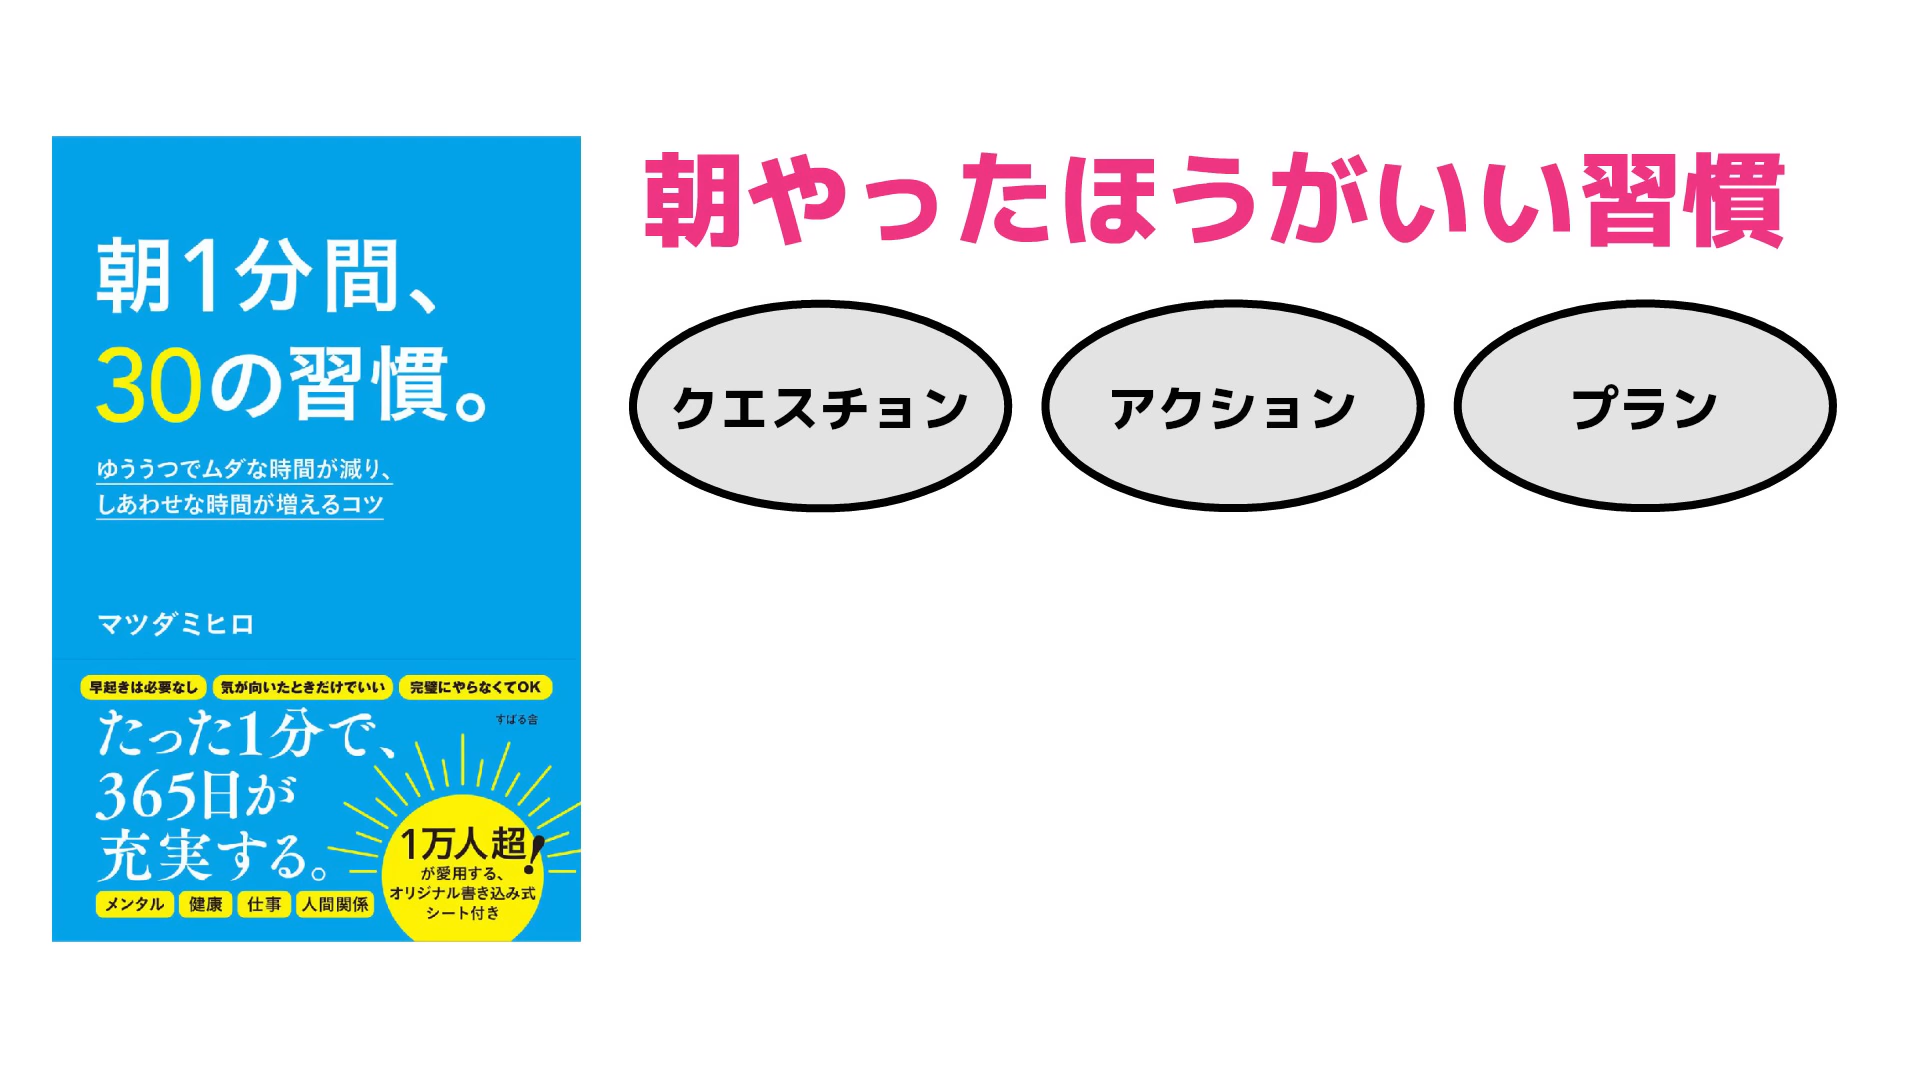 朝1分間、
30の習慣。
ゆううつでムダな時間が減り、
しあわせな時間が増えるコツ
マツダミヒロ
早起きは必要なし 気が向いたときだけでいい 完璧にやらなくてOK
すばる舎
たった1分で、
365日が
充実する。
メンタル 健康 仕事 人間関係
1万人超!
が愛用する、
オリジナル書き込み式
シート付き
朝やったほうがいい習慣
クエスチョン アクション プラン